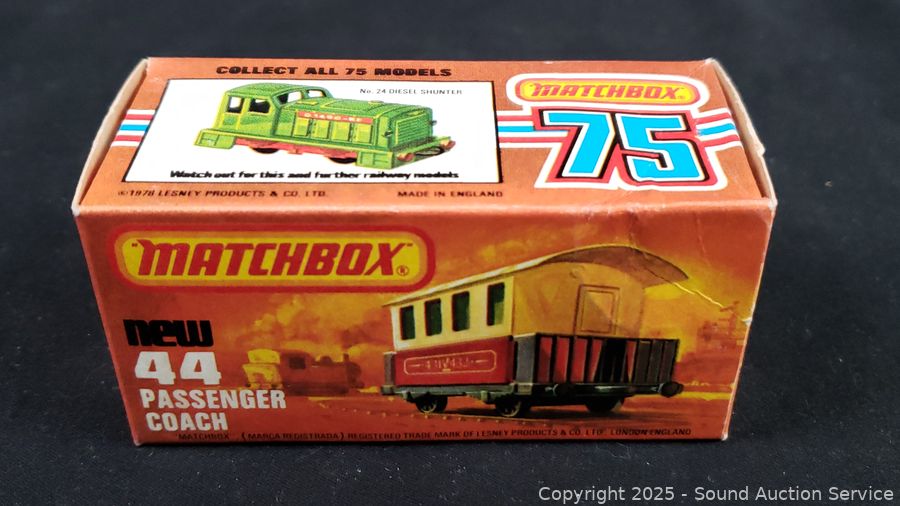 COLLECT ALL 75 MODELS
No. 24 DIESEL SHUNTER
D1496-RF
Watch out for this and further railway models
©1978 LESNEY PRODUCTS & CO. LTD.
MADE IN ENGLAND
"MATCHBOX"®
75
"MATCHBOX"®
new
44
PASSENGER
COACH
"MATCHBOX" (MARCA REGISTRADA) REGISTERED TRADE MARK OF LESNEY PRODUCTS & CO. LTD. LONDON ENGLAND
Copyright © 2025 - Sound Auction Service